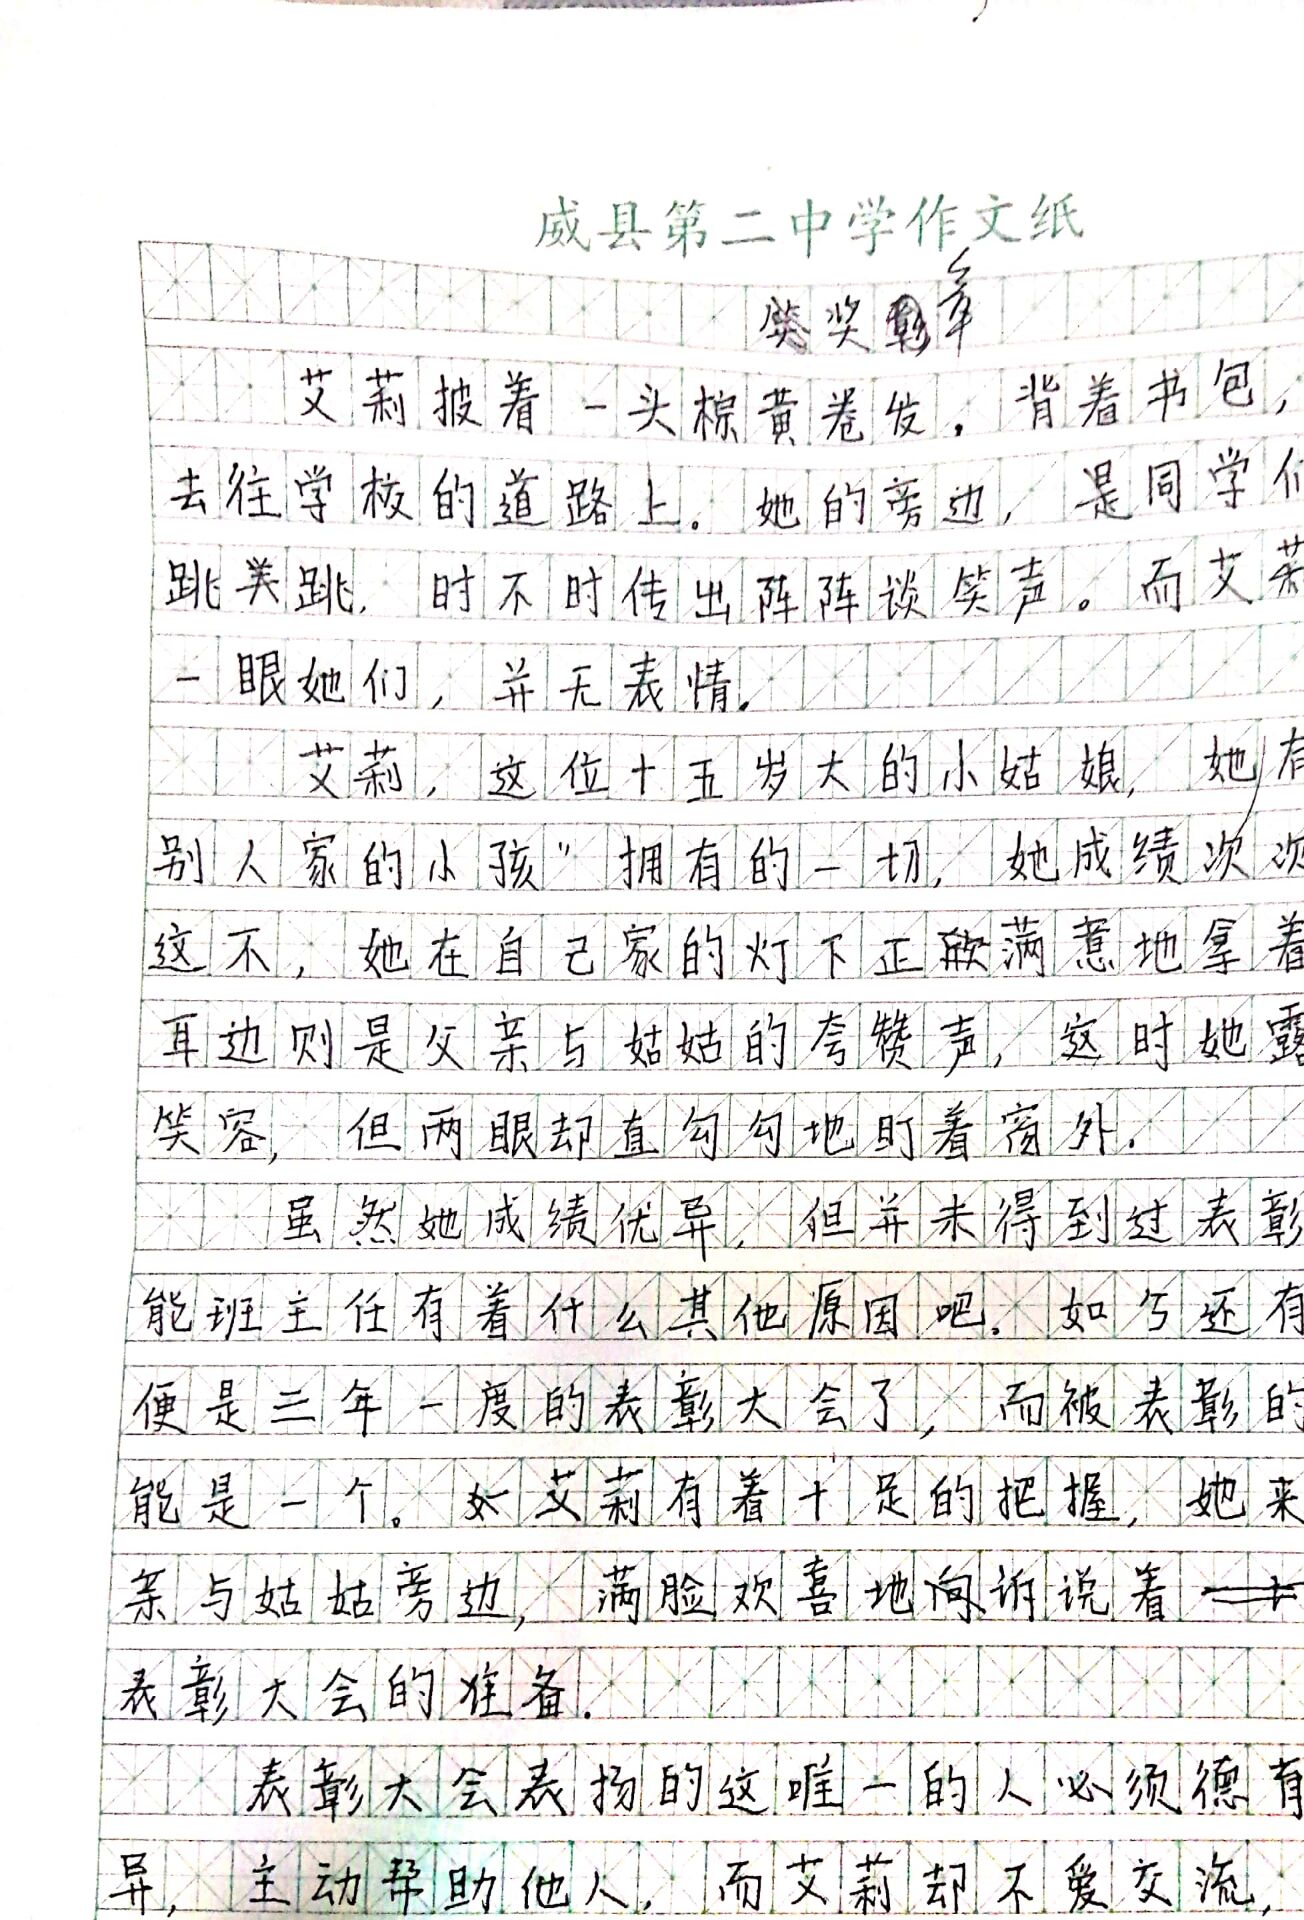 威县第二中学作文纸
奖章
艾莉披着一头棕黄卷发，背着书包，
去往学校的道路上。她的旁边，是同学们
跳美跳，时不时传出阵阵谈笑声。而艾莉
一眼她们，并无表情。
艾莉，这位十五岁大的小姑娘，她有
别人家的小孩"拥有的一切，她成绩次次
这不，她在自己家的灯下正满意地拿着
耳边则是父亲与姑姑的夸赞声，这时她露
笑容，但两眼却直勾勾地盯着窗外.
虽然她成绩优异，但并未得到过表彰
能班主任有着什么其他原因吧. 如今还有
便是三年一度的表彰大会了，而被表彰的
能是一个。艾莉有着十足的把握，她来
亲与姑姑旁边，满脸欢喜地向诉说着
表彰大会的准备.
表彰大会表扬的这唯一的人必须德有
异，主动帮助他人，而艾莉却不爱交流，